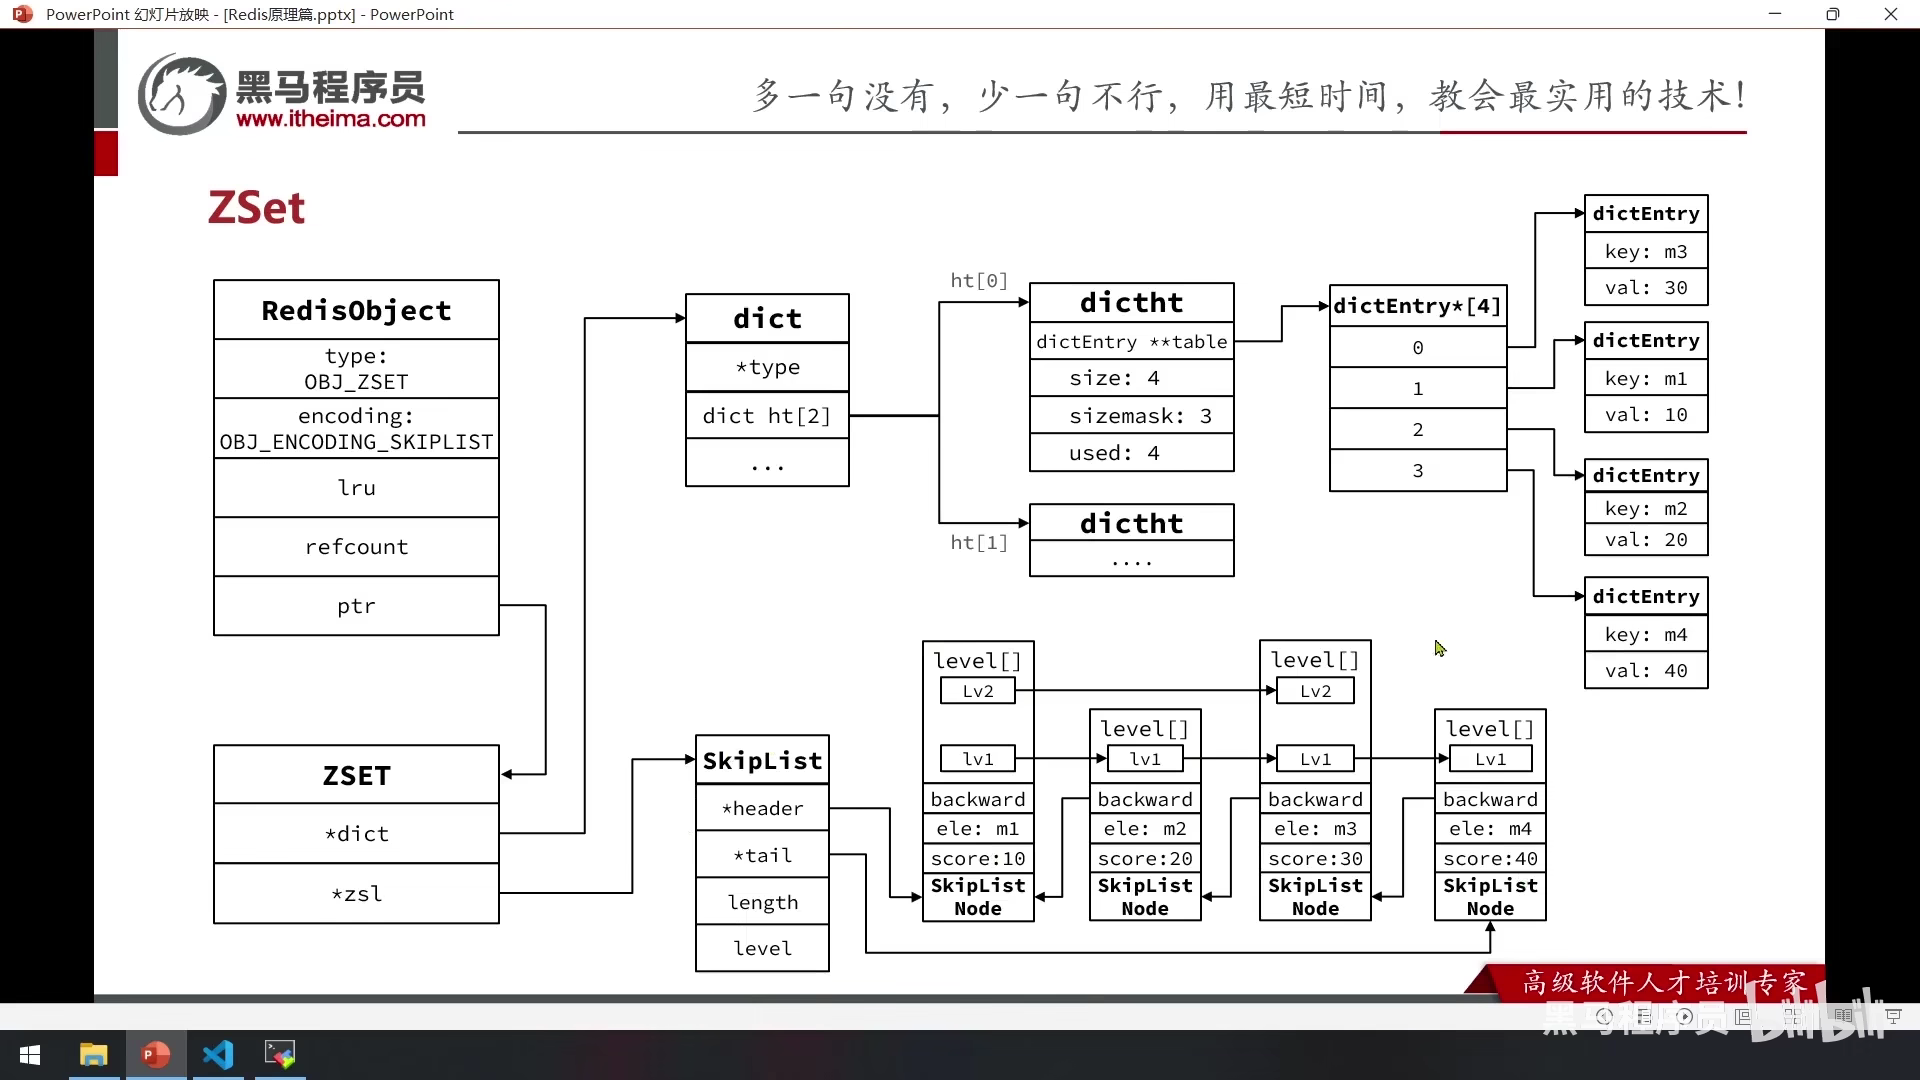 PowerPoint 幻灯片放映 - [Redis原理篇.pptx] - PowerPoint
黑马程序员
www.itheima.com
多一句没有，少一句不行，用最短时间，教会最实用的技术！
ZSet
RedisObject
type:
OBJ_ZSET
encoding:
OBJ_ENCODING_SKIPLIST
lru
refcount
ptr
ZSET
*dict
*zsl
dict
*type
dict ht[2]
...
ht[0]
ht[1]
dictht
dictEntry **table
size: 4
sizemask: 3
used: 4
dictht
....
dictEntry*[4]
0
1
2
3
dictEntry
key: m3
val: 30
dictEntry
key: m1
val: 10
dictEntry
key: m2
val: 20
dictEntry
key: m4
val: 40
SkipList
*header
*tail
length
level
level[]
Lv2
lv1
backward
ele: m1
score:10
SkipList
Node
level[]
lv1
backward
ele: m2
score:20
SkipList
Node
level[]
Lv2
Lv1
backward
ele: m3
score:30
SkipList
Node
level[]
Lv1
backward
ele: m4
score:40
SkipList
Node
高级软件人才培训专家
黑马程序员 bilibili